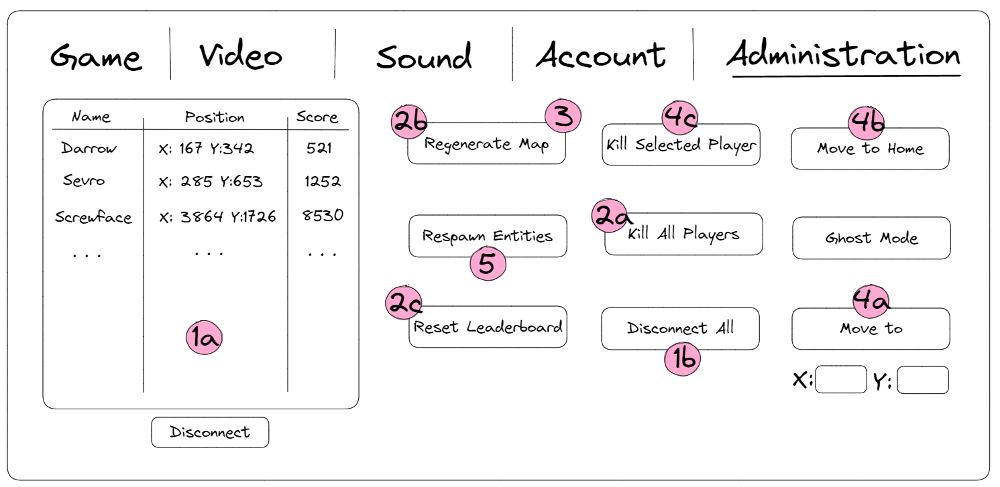 Game Video Sound Account Administration
Name Position Score
Darrow X: 167 Y:342 521
Sevro X: 285 Y:653 1252
Screwface X: 3864 Y:1726 8530
... ... ...
1a
Disconnect
2b 3
Regenerate Map
4c
Kill Selected Player
4b
Move to Home
Respawn Entities
5
2a
Kill All Players
Ghost Mode
2c
Reset Leaderboard
Disconnect All
1b
4a
Move to
X: Y: